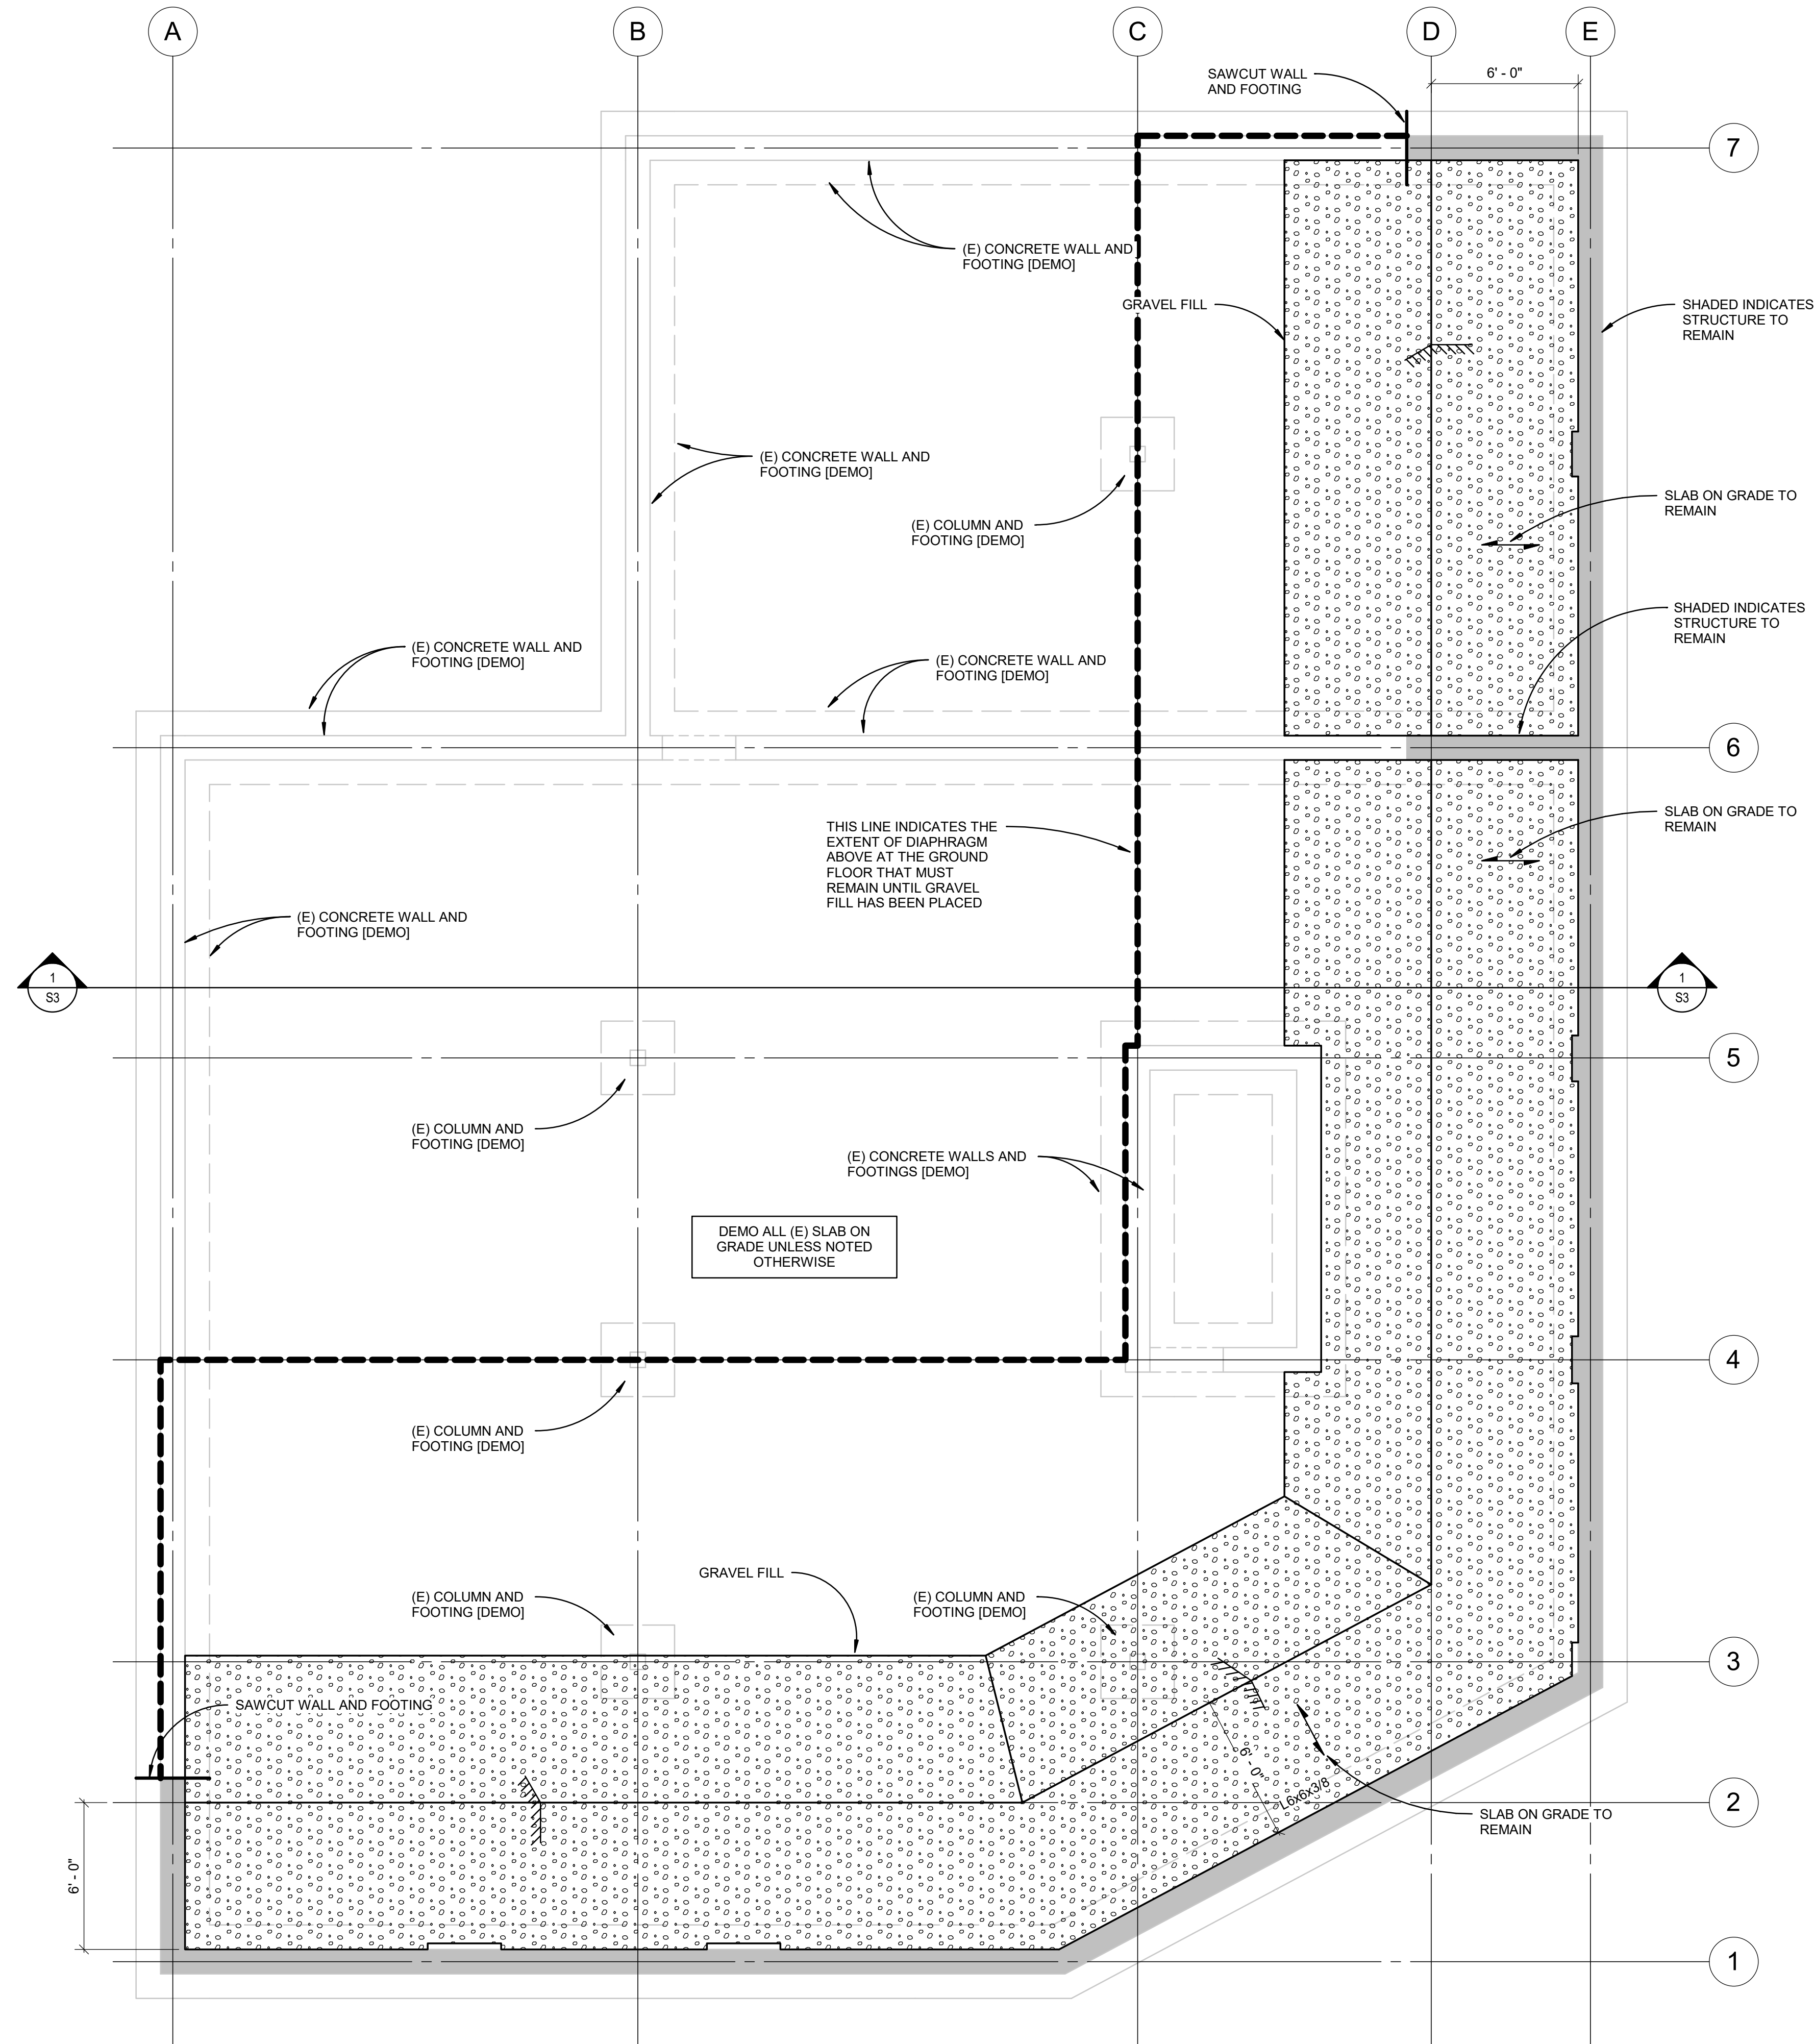 A
B
C
D
E
SAWCUT WALL
AND FOOTING
6' - 0"
7
(E) CONCRETE WALL AND
FOOTING [DEMO]
GRAVEL FILL
SHADED INDICATES
STRUCTURE TO
REMAIN
(E) CONCRETE WALL AND
FOOTING [DEMO]
SLAB ON GRADE TO
REMAIN
(E) COLUMN AND
FOOTING [DEMO]
SHADED INDICATES
STRUCTURE TO
REMAIN
(E) CONCRETE WALL AND
FOOTING [DEMO]
(E) CONCRETE WALL AND
FOOTING [DEMO]
6
SLAB ON GRADE TO
REMAIN
THIS LINE INDICATES THE
EXTENT OF DIAPHRAGM
ABOVE AT THE GROUND
FLOOR THAT MUST
REMAIN UNTIL GRAVEL
FILL HAS BEEN PLACED
(E) CONCRETE WALL AND
FOOTING [DEMO]
1
S3
1
S3
5
(E) COLUMN AND
FOOTING [DEMO]
(E) CONCRETE WALLS AND
FOOTINGS [DEMO]
DEMO ALL (E) SLAB ON
GRADE UNLESS NOTED
OTHERWISE
4
(E) COLUMN AND
FOOTING [DEMO]
GRAVEL FILL
(E) COLUMN AND
FOOTING [DEMO]
(E) COLUMN AND
FOOTING [DEMO]
3
SAWCUT WALL AND FOOTING
6' - 0"
L6x6x3/8
2
SLAB ON GRADE TO
REMAIN
6' - 0"
1